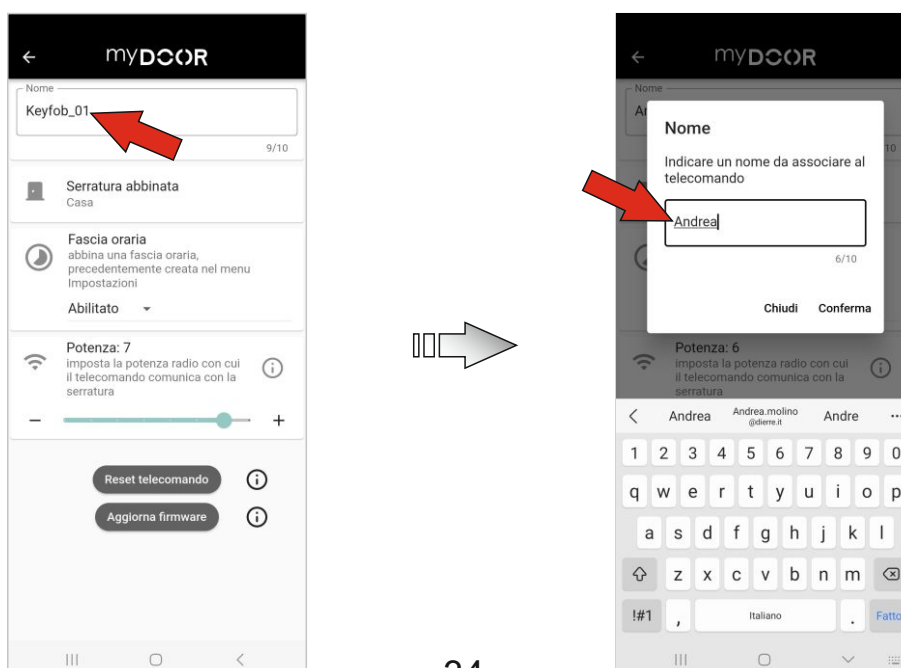 myDOOR
Nome
Keyfob_01
9/10
Serratura abbinata
Casa
Fascia oraria
abbina una fascia oraria,
precedentemente creata nel menu
Impostazioni
Abilitato
Potenza: 7
imposta la potenza radio con cui
il telecomando comunica con la
serratura
− +
Reset telecomando
Aggiorna firmware
myDOOR
Nome
10
Nome
Indicare un nome da associare al
telecomando
Andrea
6/10
Chiudi Conferma
Potenza: 6
imposta la potenza radio con cui
il telecomando comunica con la
serratura
Andrea Andrea.molino Andre ...
@dierre.it
1 2 3 4 5 6 7 8 9 0
q w e r t y u i o p
a s d f g h j k l
z x c v b n m
!#1 , Italiano . Fatto